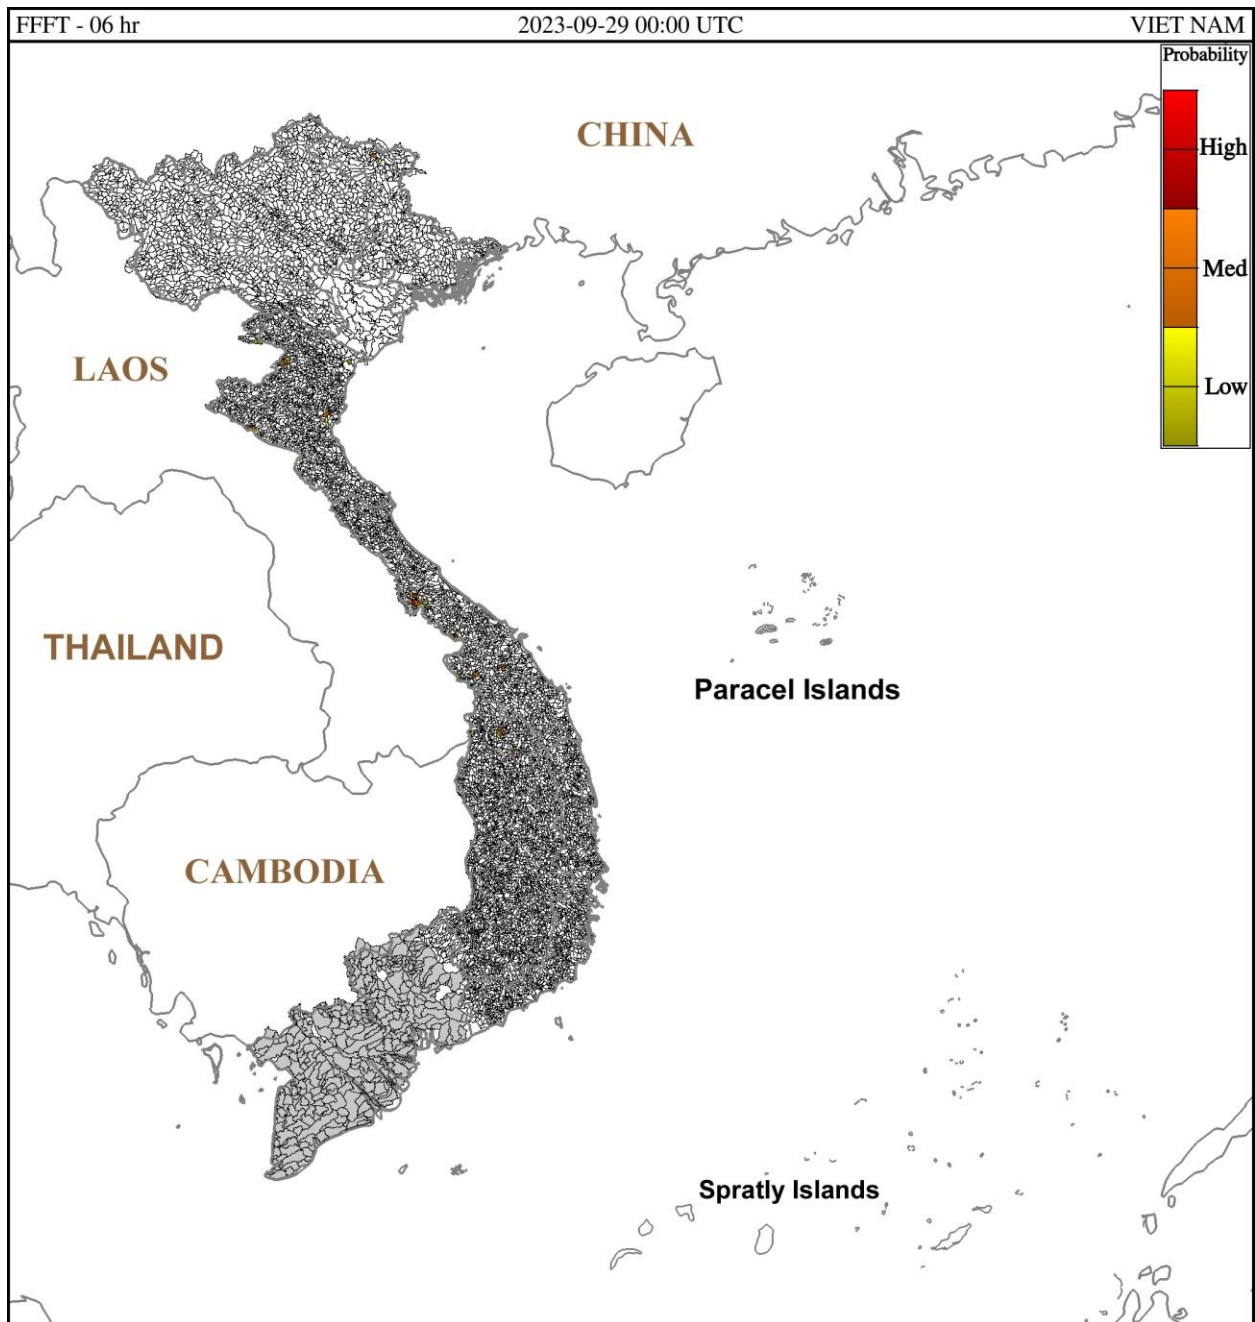 FFFT - 06 hr
2023-09-29 00:00 UTC
VIET NAM
Probability
High
Med
Low
CHINA
LAOS
THAILAND
Paracel Islands
CAMBODIA
Spratly Islands